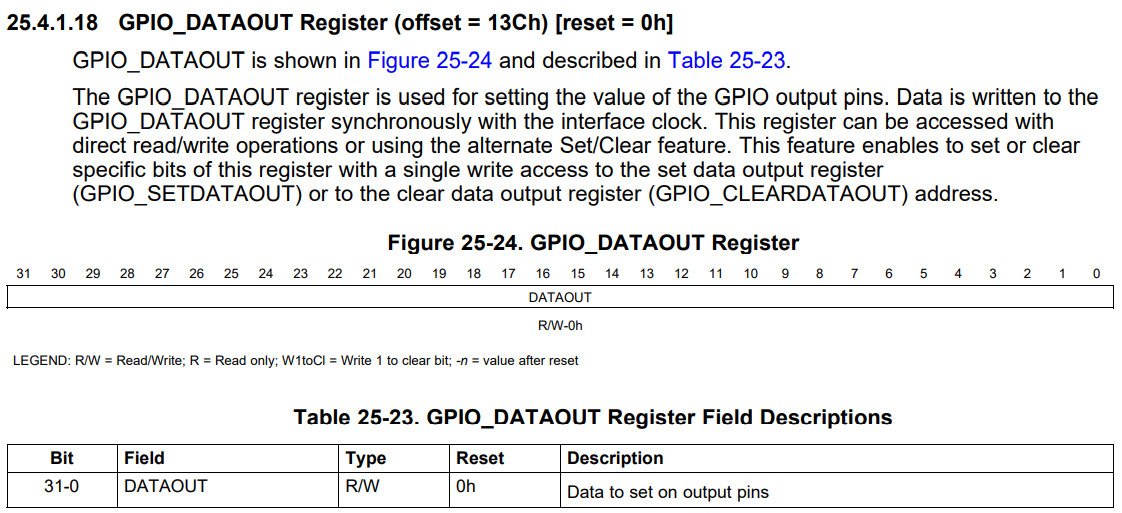 25.4.1.18 GPIO_DATAOUT Register (offset = 13Ch) [reset = 0h]
GPIO_DATAOUT is shown in Figure 25-24 and described in Table 25-23.
The GPIO_DATAOUT register is used for setting the value of the GPIO output pins. Data is written to the
GPIO_DATAOUT register synchronously with the interface clock. This register can be accessed with
direct read/write operations or using the alternate Set/Clear feature. This feature enables to set or clear
specific bits of this register with a single write access to the set data output register
(GPIO_SETDATAOUT) or to the clear data output register (GPIO_CLEARDATAOUT) address.
Figure 25-24. GPIO_DATAOUT Register
31 30 29 28 27 26 25 24 23 22 21 20 19 18 17 16 15 14 13 12 11 10 9 8 7 6 5 4 3 2 1 0
DATAOUT
R/W-0h
LEGEND: R/W = Read/Write; R = Read only; W1toCl = Write 1 to clear bit; -n = value after reset
Table 25-23. GPIO_DATAOUT Register Field Descriptions
Bit Field Type Reset Description
31-0 DATAOUT R/W 0h Data to set on output pins